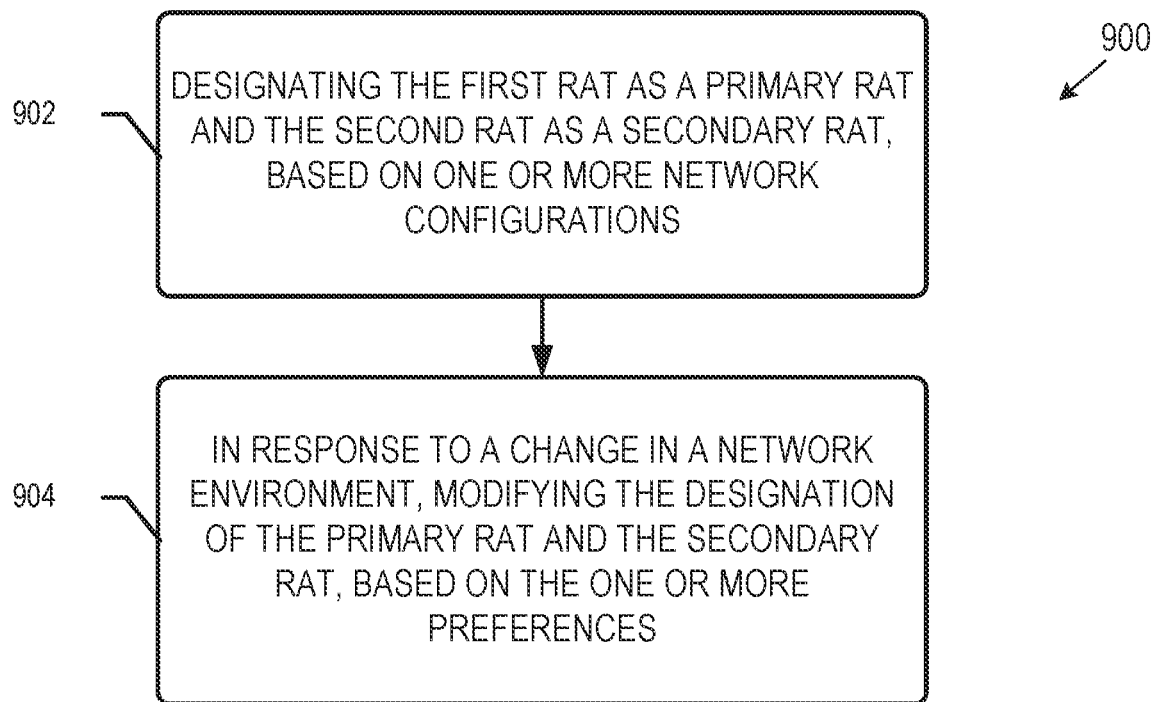 900
902
DESIGNATING THE FIRST RAT AS A PRIMARY RAT
AND THE SECOND RAT AS A SECONDARY RAT,
BASED ON ONE OR MORE NETWORK
CONFIGURATIONS
904
IN RESPONSE TO A CHANGE IN A NETWORK
ENVIRONMENT, MODIFYING THE DESIGNATION
OF THE PRIMARY RAT AND THE SECONDARY
RAT, BASED ON THE ONE OR MORE
PREFERENCES